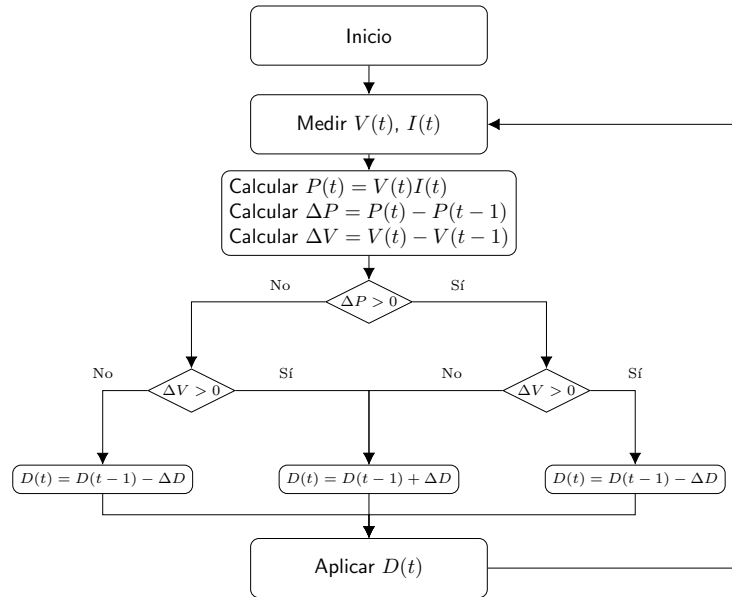 Inicio
Medir V(t), I(t)
Calcular P(t) = V(t)I(t)
Calcular ΔP = P(t) − P(t − 1)
Calcular ΔV = V(t) − V(t − 1)
No
Sí
ΔP > 0
No
Sí
No
Sí
ΔV > 0
ΔV > 0
D(t) = D(t − 1) − ΔD
D(t) = D(t − 1) + ΔD
D(t) = D(t − 1) − ΔD
Aplicar D(t)